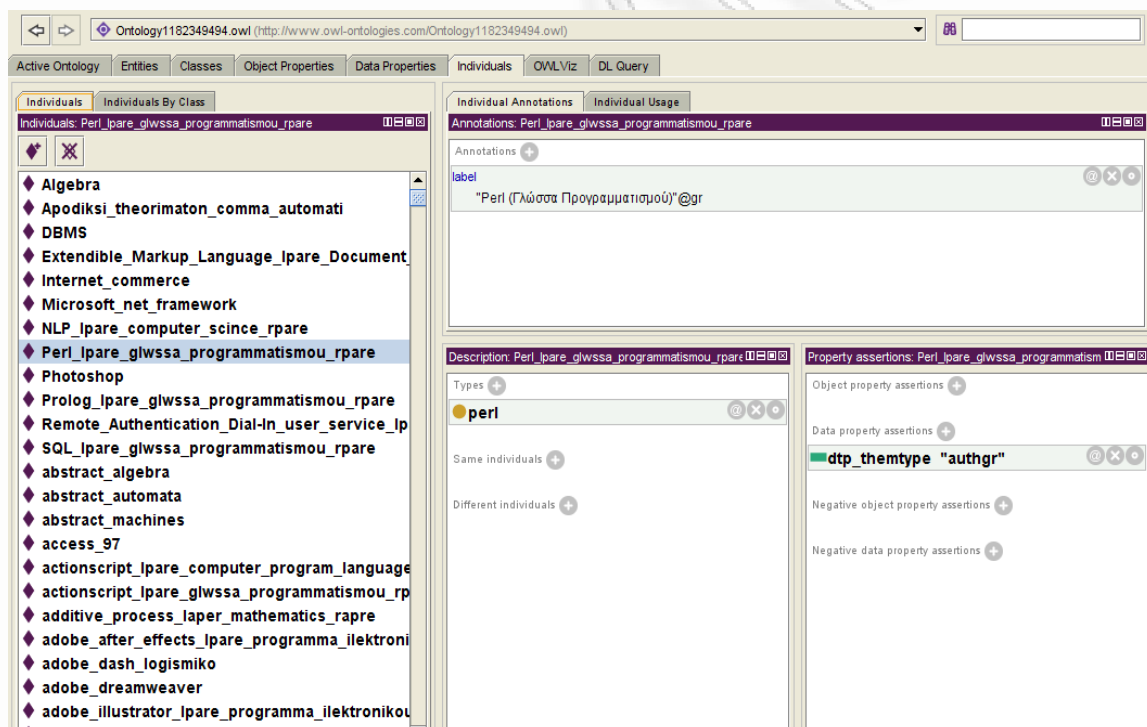 Ontology1182349494.owl (http://www.owl-ontologies.com/Ontology1182349494.owl)
Active Ontology Entities Classes Object Properties Data Properties Individuals OWLViz DL Query
Individuals Individuals By Class
Individuals: Perl_lpare_glwssa_programmatismou_rpare
Algebra
Apodiksi_theorimaton_comma_automati
DBMS
Extendible_Markup_Language_lpare_Document_
Internet_commerce
Microsoft_net_framework
NLP_lpare_computer_scince_rpare
Perl_lpare_glwssa_programmatismou_rpare
Photoshop
Prolog_lpare_glwssa_programmatismou_rpare
Remote_Authentication_Dial-In_user_service_lp
SQL_lpare_glwssa_programmatismou_rpare
abstract_algebra
abstract_automata
abstract_machines
access_97
actionscript_lpare_computer_program_language
actionscript_lpare_glwssa_programmatismou_rp
additive_process_laper_mathematics_rapre
adobe_after_effects_lpare_programma_ilektroni
adobe_dash_logismiko
adobe_dreamweaver
adobe_illustrator_lpare_programma_ilektronikou
Individual Annotations Individual Usage
Annotations: Perl_lpare_glwssa_programmatismou_rpare
Annotations
label
"Perl (Γλώσσα Προγραμματισμού)"@gr
Description: Perl_lpare_glwssa_programmatismou_rpare
Types
perl
Same individuals
Different individuals
Property assertions: Perl_lpare_glwssa_programmatism
Object property assertions
Data property assertions
dtp_themtype "authgr"
Negative object property assertions
Negative data property assertions